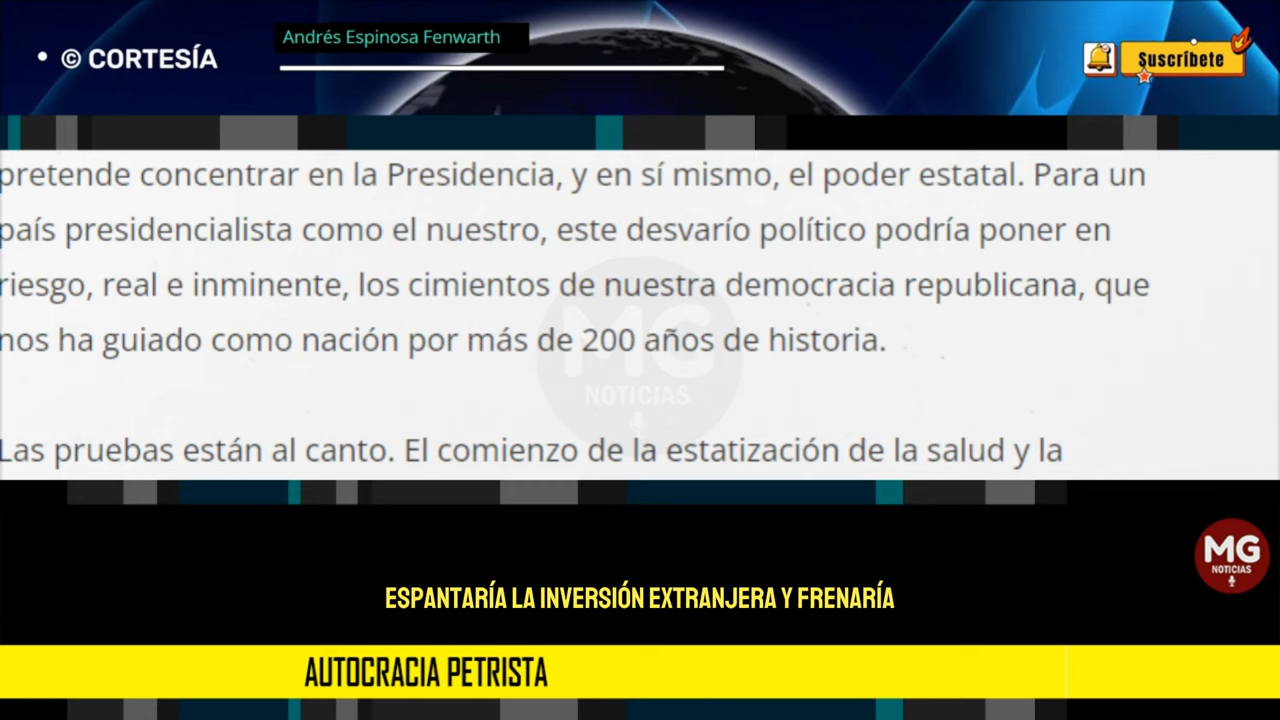 • © CORTESÍA
Andrés Espinosa Fenwarth
Suscríbete
pretende concentrar en la Presidencia, y en sí mismo, el poder estatal. Para un
país presidencialista como el nuestro, este desvarío político podría poner en
riesgo, real e inminente, los cimientos de nuestra democracia republicana, que
nos ha guiado como nación por más de 200 años de historia.
MG
NOTICIAS
Las pruebas están al canto. El comienzo de la estatización de la salud y la
MG
NOTICIAS
ESPANTARÍA LA INVERSIÓN EXTRANJERA Y FRENARÍA
AUTOCRACIA PETRISTA